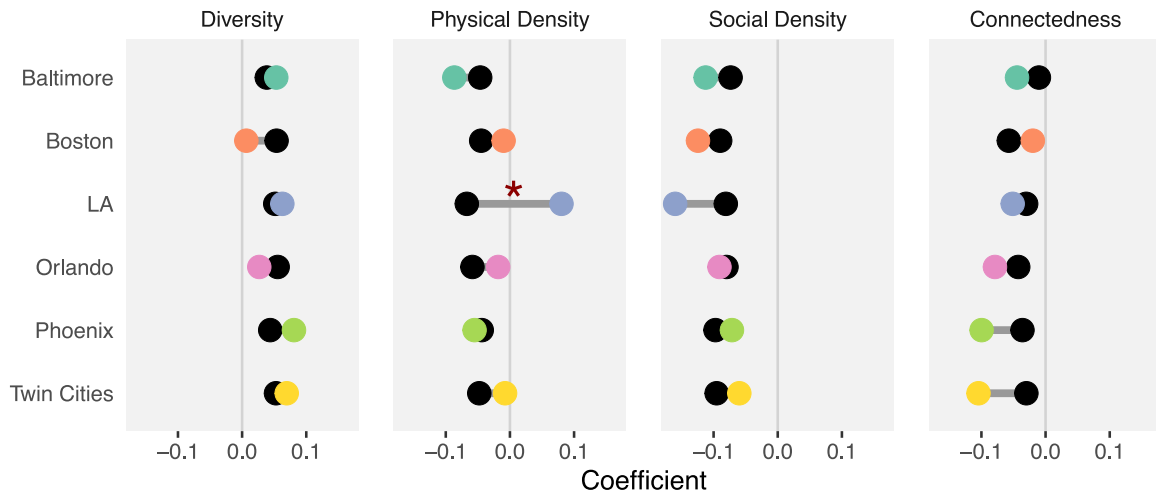 Diversity Physical Density Social Density Connectedness
Baltimore
Boston
LA
*
Orlando
Phoenix
Twin Cities
−0.1 0.0 0.1 −0.1 0.0 0.1 −0.1 0.0 0.1 −0.1 0.0 0.1
Coefficient